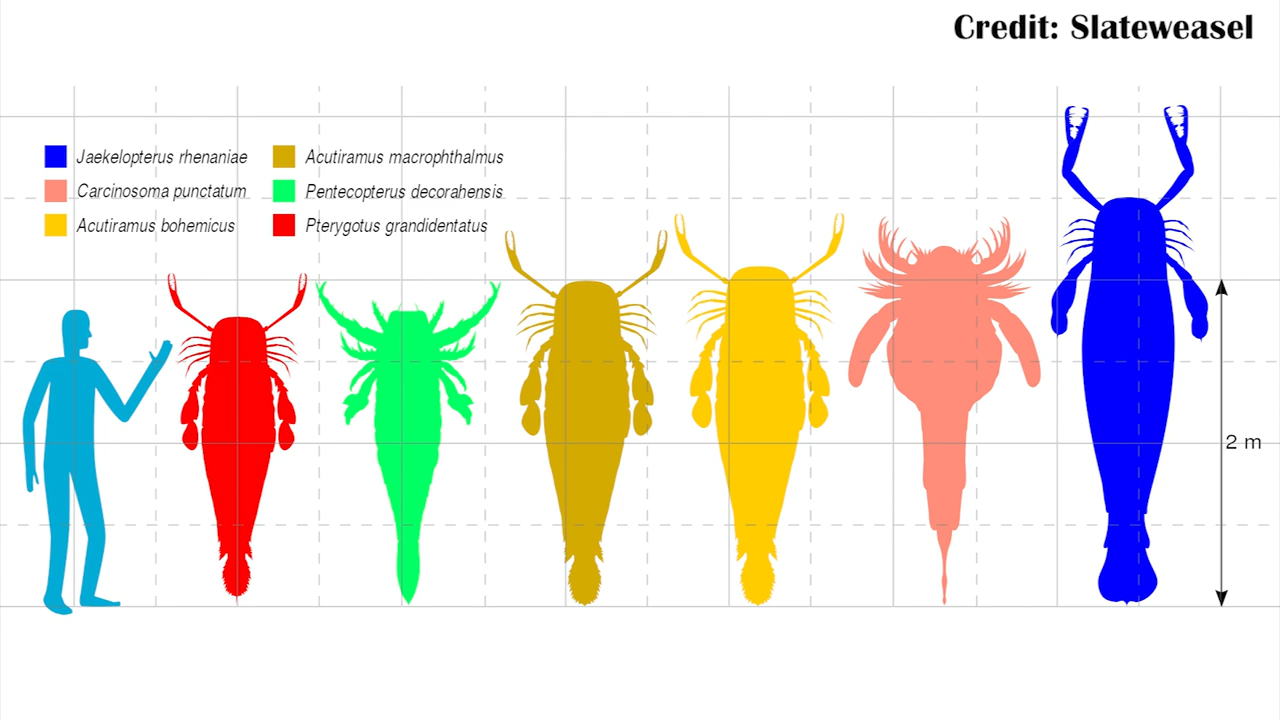 Credit: Slateweasel
Jaekelopterus rhenaniae
Carcinosoma punctatum
Acutiramus bohemicus
Acutiramus macrophthalmus
Pentecopterus decorahensis
Pterygotus grandidentatus
2 m